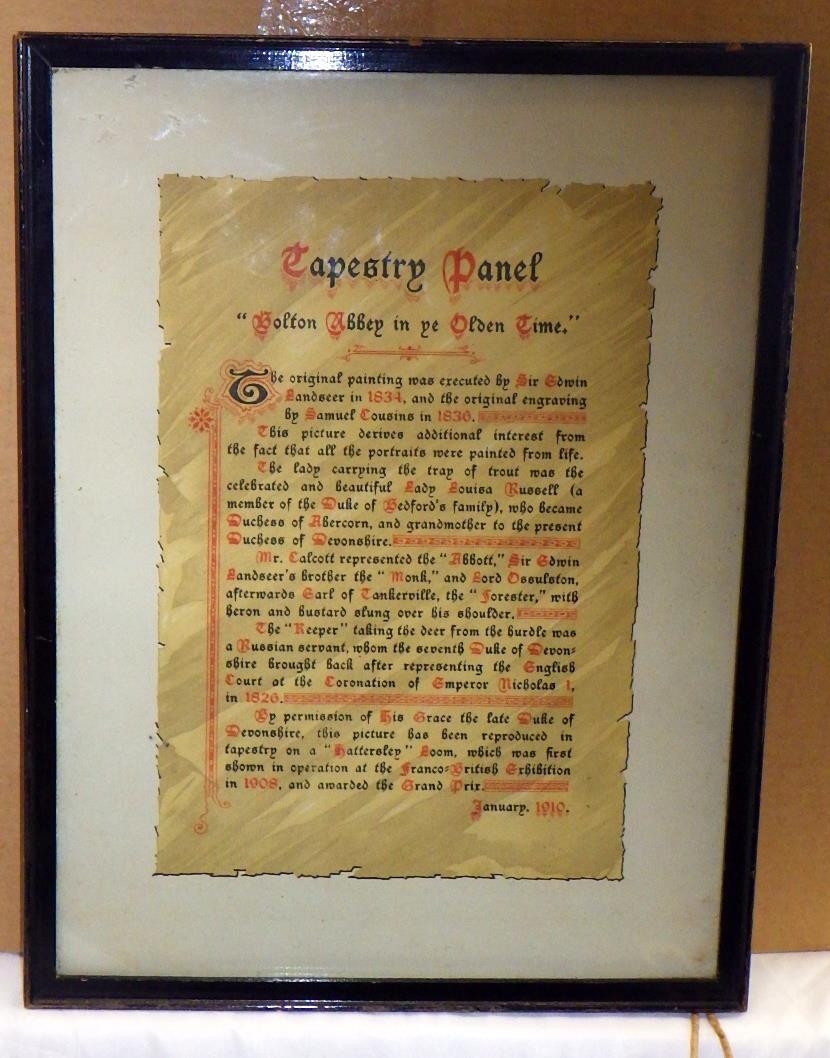 Tapestry Panel
"Bolton Abbey in ye Olden Time."
The original painting was executed by Sir Edwin
Landseer in 1834, and the original engraving
by Samuel Cousins in 1836.
This picture derives additional interest from
the fact that all the portraits were painted from life.
The lady carrying the tray of trout was the
celebrated and beautiful Lady Louisa Russell (a
member of the Duke of Bedford's family), who became
Duchess of Abercorn, and grandmother to the present
Duchess of Devonshire.
Mr. Calcott represented the "Abbott," Sir Edwin
Landseer's brother the "Monk," and Lord Ossulston,
afterwards Earl of Tankerville, the "Forester," with
heron and bustard slung over his shoulder.
The "Keeper" taking the deer from the hurdle was
a Russian servant, whom the seventh Duke of Devon-
shire brought back after representing the English
Court at the Coronation of Emperor Nicholas I,
in 1826.
By permission of His Grace the late Duke of
Devonshire, this picture has been reproduced in
tapestry on a "Hattersley" Loom, which was first
shown in operation at the Franco-British Exhibition
in 1908, and awarded the Grand Prix.
January, 1910.